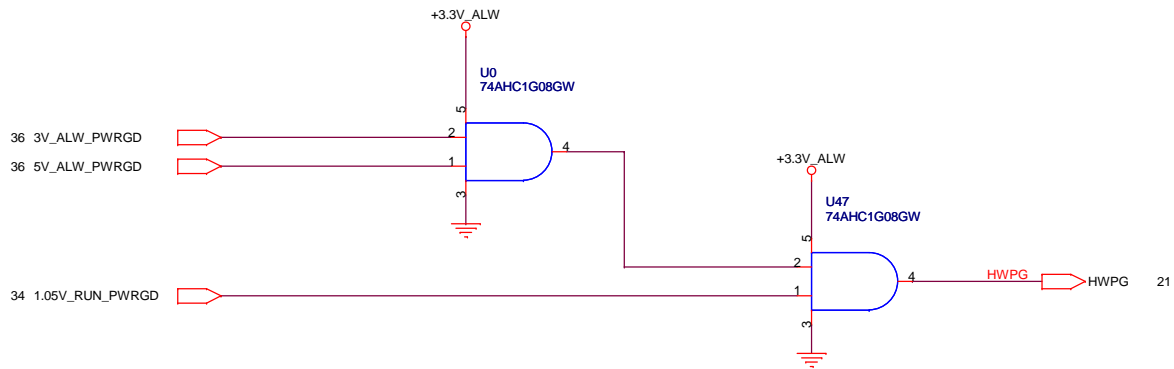 +3.3V_ALW
U0
74AHC1G08GW
5
36 3V_ALW_PWRGD
2
4
36 5V_ALW_PWRGD
1
3
+3.3V_ALW
U47
74AHC1G08GW
5
2
HWPG
4
HWPG 21
34 1.05V_RUN_PWRGD
1
3